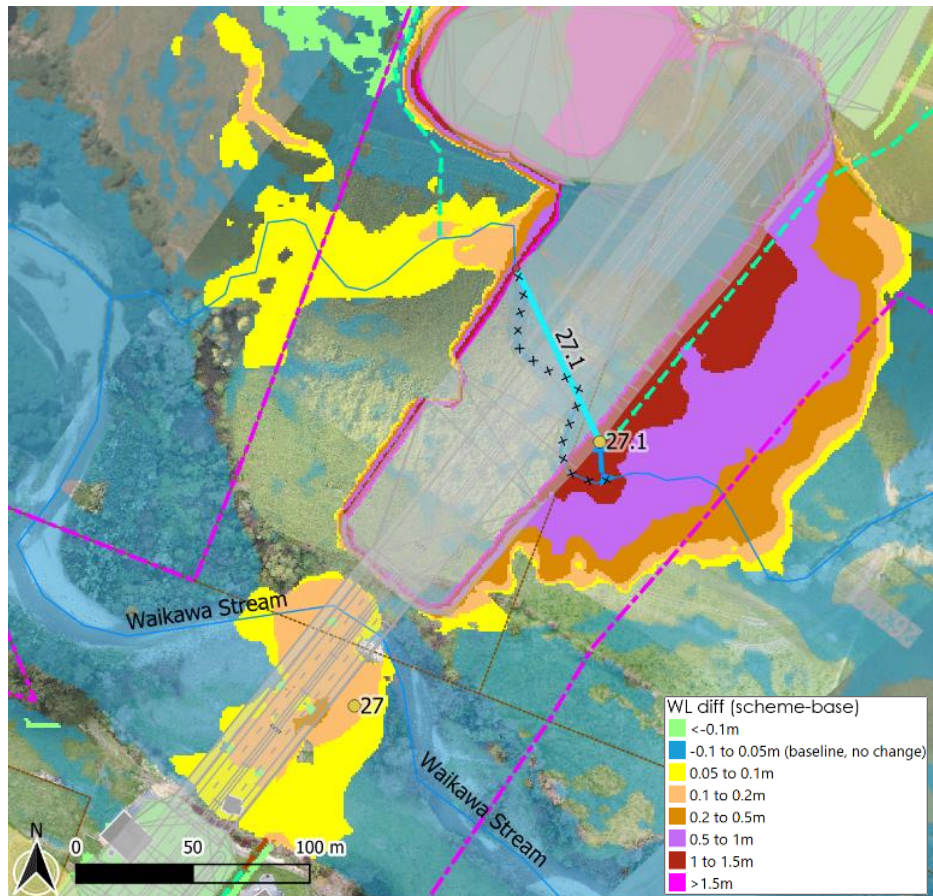 27.1
27.1
Waikawa Stream
27
Waikawa Stream
N
0 50 100 m
WL diff (scheme-base)
<-0.1m
-0.1 to 0.05m (baseline, no change)
0.05 to 0.1m
0.1 to 0.2m
0.2 to 0.5m
0.5 to 1m
1 to 1.5m
>1.5m